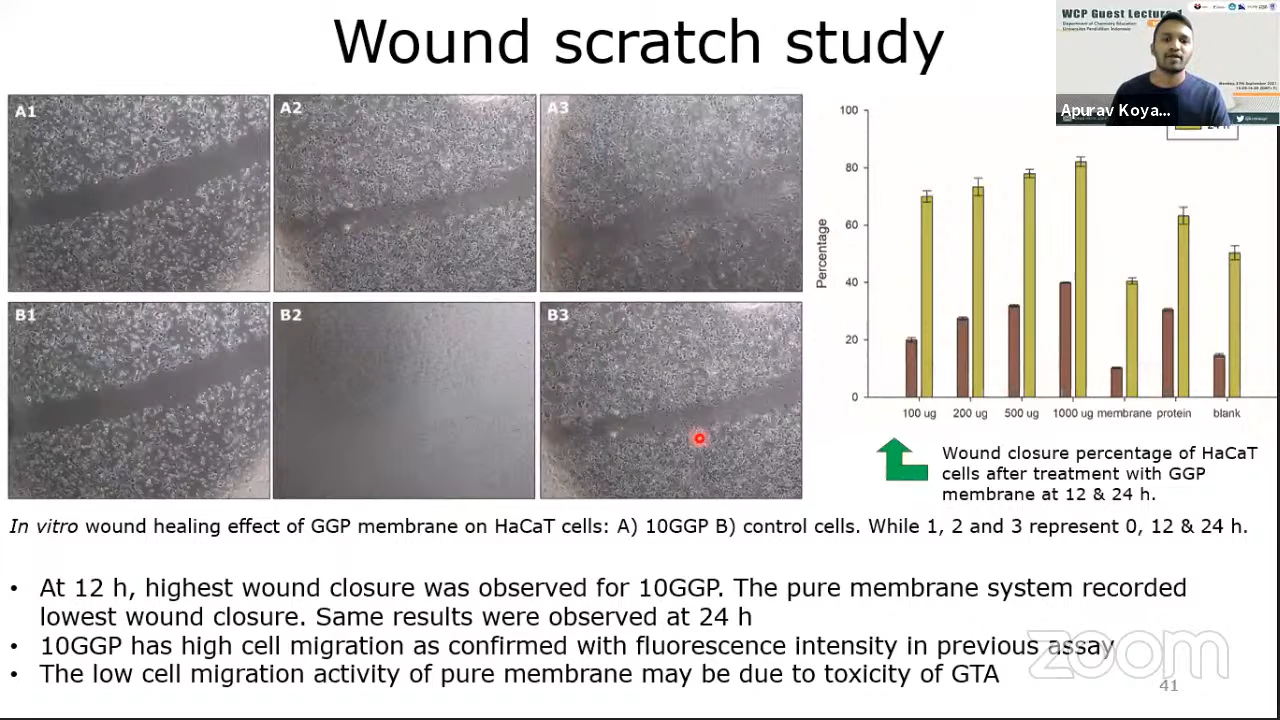 Wound scratch study
WCP Guest Lecture
Department of Chemistry Education
Universitas Pendidikan Indonesia
Apurav Koya...
A1
A2
A3
B1
B2
B3
24 h
100
80
60
40
20
0
Percentage
100 ug 200 ug 500 ug 1000 ug membrane protein blank
Wound closure percentage of HaCaT
cells after treatment with GGP
membrane at 12 & 24 h.
In vitro wound healing effect of GGP membrane on HaCaT cells: A) 10GGP B) control cells. While 1, 2 and 3 represent 0, 12 & 24 h.
• At 12 h, highest wound closure was observed for 10GGP. The pure membrane system recorded
lowest wound closure. Same results were observed at 24 h
• 10GGP has high cell migration as confirmed with fluorescence intensity in previous assay
• The low cell migration activity of pure membrane may be due to toxicity of GTA
zoom
41